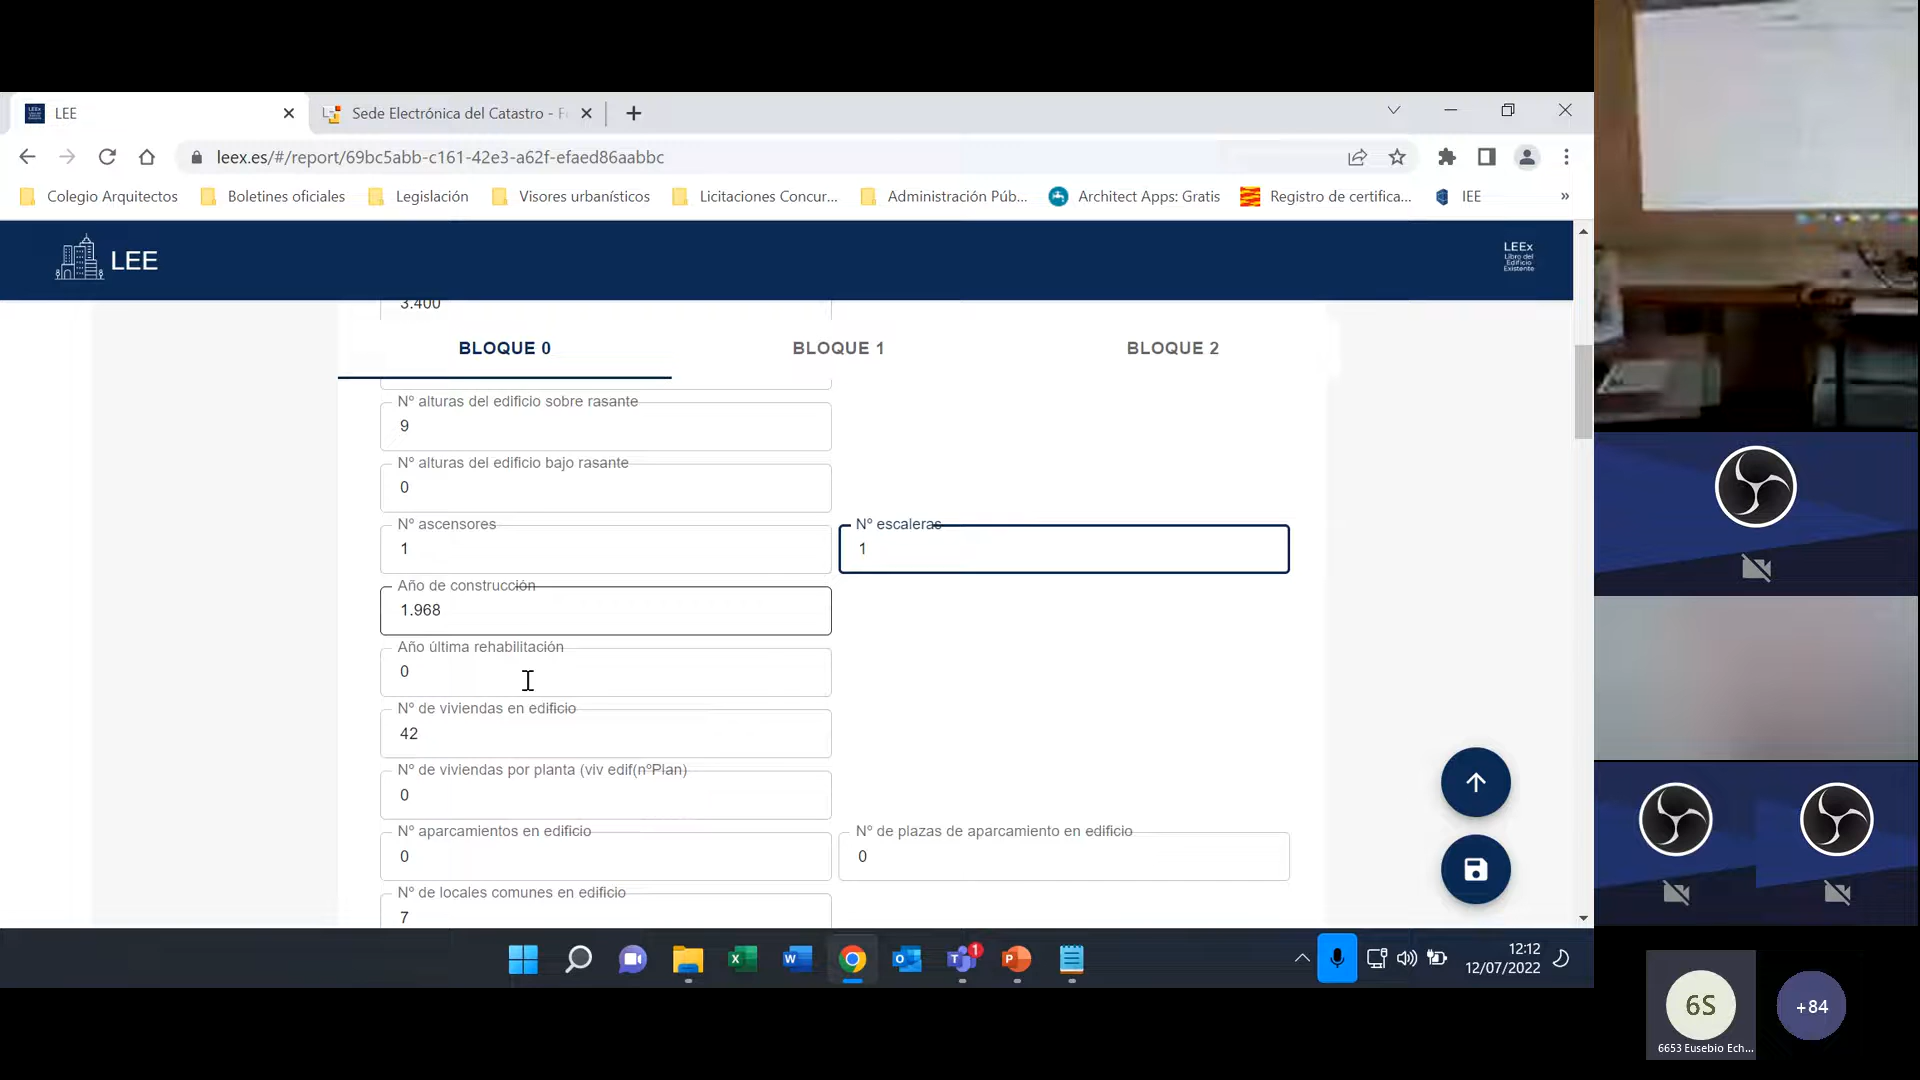 LEE
Sede Electrónica del Catastro - F
leex.es/#/report/69bc5abb-c161-42e3-a62f-efaed86aabbc
Colegio Arquitectos
Boletines oficiales
Legislación
Visores urbanísticos
Licitaciones Concur...
Administración Púb...
Architect Apps: Gratis
Registro de certifica...
IEE
»
LEE
LEEx
Libro del
Edificio
Existente
3.400
BLOQUE 0
BLOQUE 1
BLOQUE 2
Nº alturas del edificio sobre rasante
9
Nº alturas del edificio bajo rasante
0
Nº ascensores
1
Nº escaleras
1
Año de construcción
1.968
Año última rehabilitación
0
Nº de viviendas en edificio
42
Nº de viviendas por planta (viv edif(nºPlan)
0
Nº aparcamientos en edificio
0
Nº de plazas de aparcamiento en edificio
0
Nº de locales comunes en edificio
7
1
12:12
12/07/2022
6S
6653 Eusebio Ech...
+84